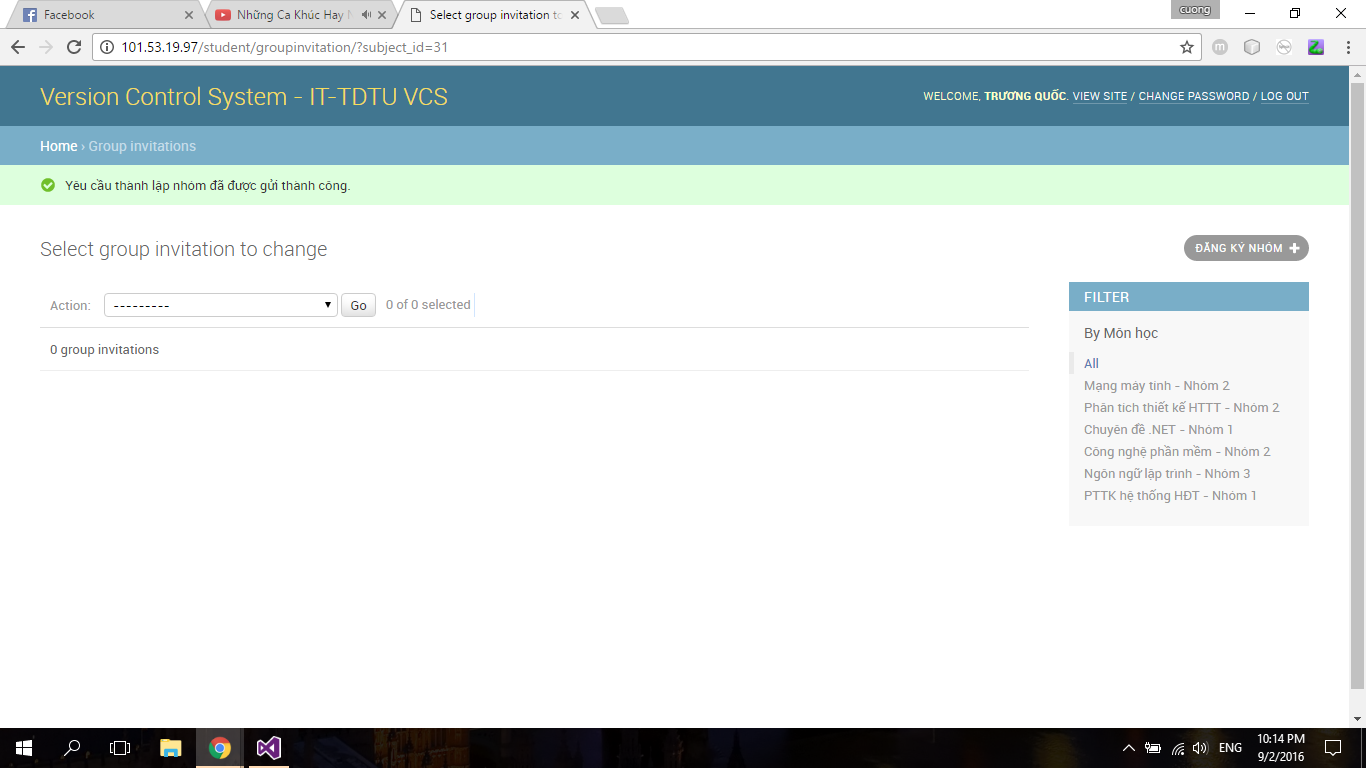 Facebook
Những Ca Khúc Hay
Select group invitation to
cuong
101.53.19.97/student/groupinvitation/?subject_id=31
Version Control System - IT-TDTU VCS
WELCOME, TRƯƠNG QUỐC. VIEW SITE / CHANGE PASSWORD / LOG OUT
Home › Group invitations
Yêu cầu thành lập nhóm đã được gửi thành công.
Select group invitation to change
ĐĂNG KÝ NHÓM +
Action: --------- Go 0 of 0 selected
0 group invitations
FILTER
By Môn học
All
Mạng máy tính - Nhóm 2
Phân tích thiết kế HTTT - Nhóm 2
Chuyên đề .NET - Nhóm 1
Công nghệ phần mềm - Nhóm 2
Ngôn ngữ lập trình - Nhóm 3
PTTK hệ thống HĐT - Nhóm 1
ENG
10:14 PM
9/2/2016